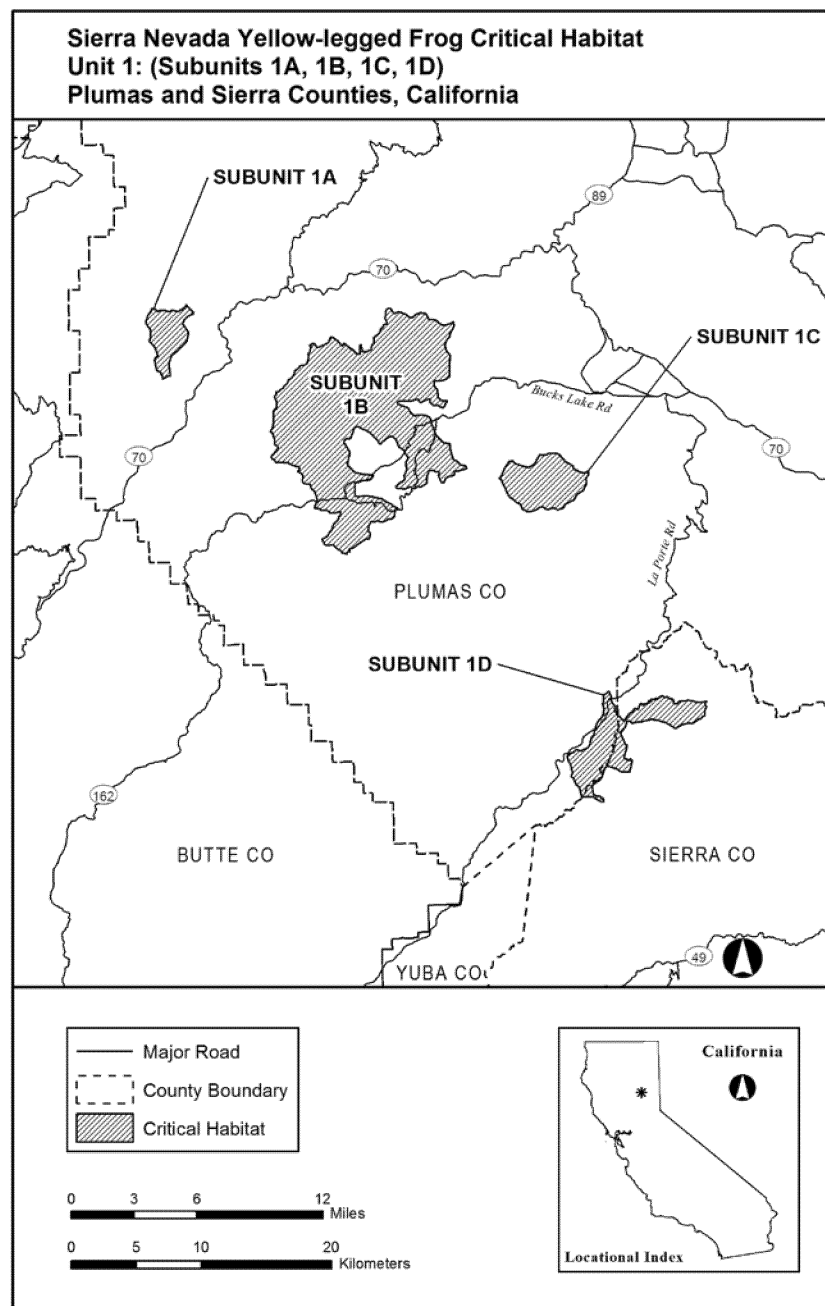 Sierra Nevada Yellow-legged Frog Critical Habitat
Unit 1: (Subunits 1A, 1B, 1C, 1D)
Plumas and Sierra Counties, California
SUBUNIT 1A
89
70
SUBUNIT 1C
SUBUNIT
1B
Bucks Lake Rd
70
70
La Porte Rd
PLUMAS CO
SUBUNIT 1D
162
BUTTE CO
SIERRA CO
49
YUBA CO
Major Road
County Boundary
Critical Habitat
0 3 6 12
Miles
0 5 10 20
Kilometers
California
Locational Index